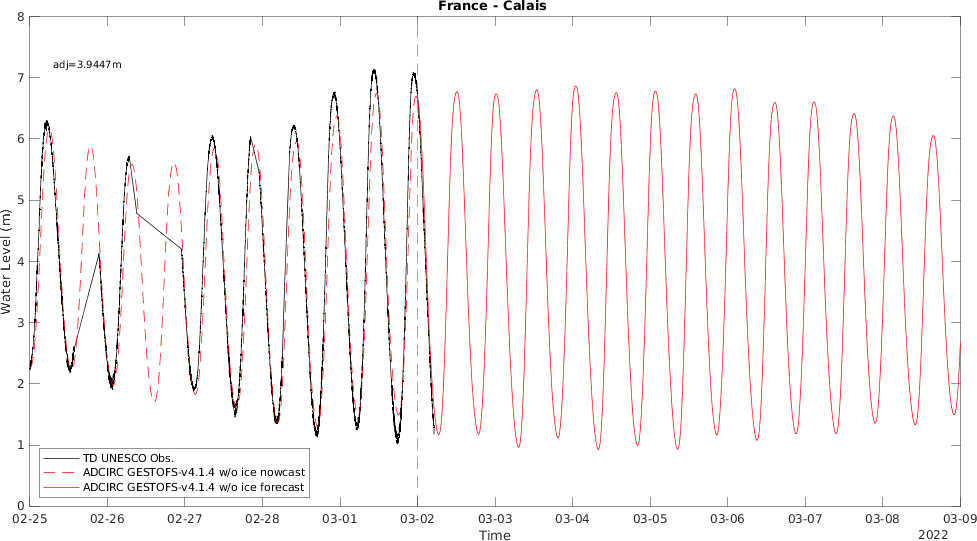 France - Calais
adj=3.9447m
Water Level (m)
8
7
6
5
4
3
2
1
0
TD UNESCO Obs.
ADCIRC GESTOFS-v4.1.4 w/o ice nowcast
ADCIRC GESTOFS-v4.1.4 w/o ice forecast
02-25 02-26 02-27 02-28 03-01 03-02 03-03 03-04 03-05 03-06 03-07 03-08 03-09
Time
2022